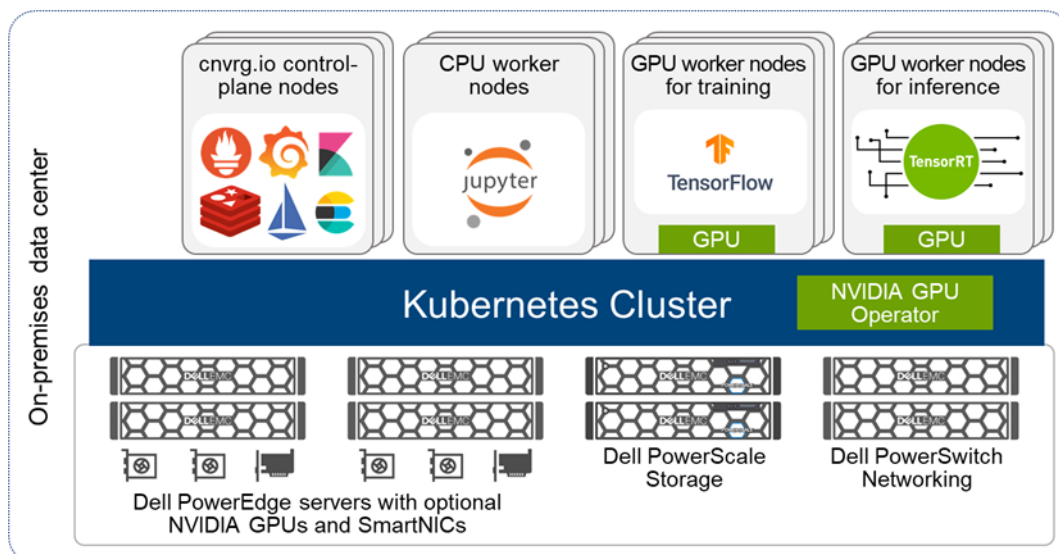 On-premises data center
cnvrg.io control-
plane nodes
CPU worker
nodes
jupyter
GPU worker nodes
for training
TensorFlow
GPU
GPU worker nodes
for inference
TensorRT
GPU
Kubernetes Cluster
NVIDIA GPU
Operator
DELLEMC
DELLEMC
DELLEMC
DELLEMC
DELLEMC
DELLEMC
DELLEMC
DELLEMC
Dell PowerEdge servers with optional
NVIDIA GPUs and SmartNICs
Dell PowerScale
Storage
Dell PowerSwitch
Networking